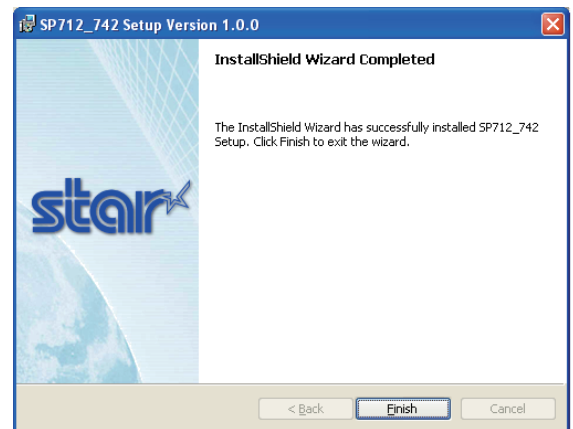 SP712_742 Setup Version 1.0.0
InstallShield Wizard Completed
The InstallShield Wizard has successfully installed SP712_742
Setup. Click Finish to exit the wizard.
star
< Back
Finish
Cancel